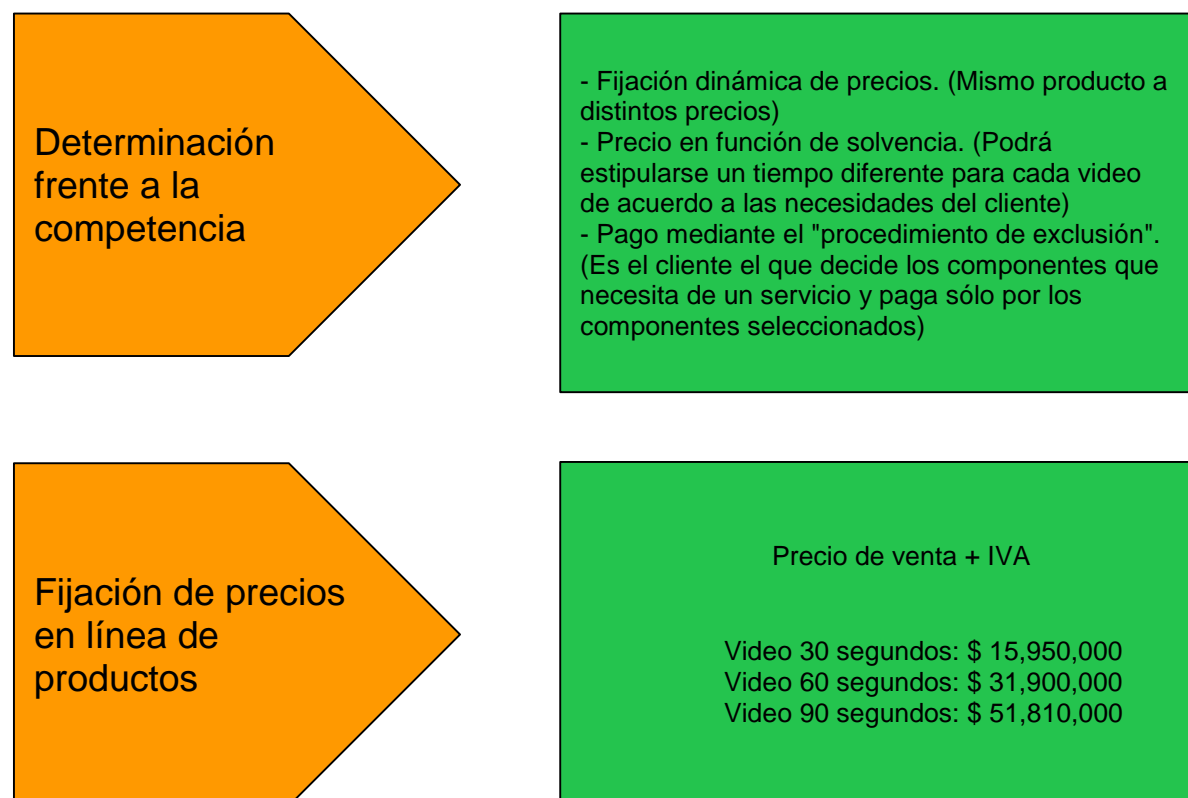 Determinación
frente a la
competencia
- Fijación dinámica de precios. (Mismo producto a
distintos precios)
- Precio en función de solvencia. (Podrá
estipularse un tiempo diferente para cada video
de acuerdo a las necesidades del cliente)
- Pago mediante el "procedimiento de exclusión".
(Es el cliente el que decide los componentes que
necesita de un servicio y paga sólo por los
componentes seleccionados)
Fijación de precios
en línea de
productos
Precio de venta + IVA
Video 30 segundos: $ 15,950,000
Video 60 segundos: $ 31,900,000
Video 90 segundos: $ 51,810,000